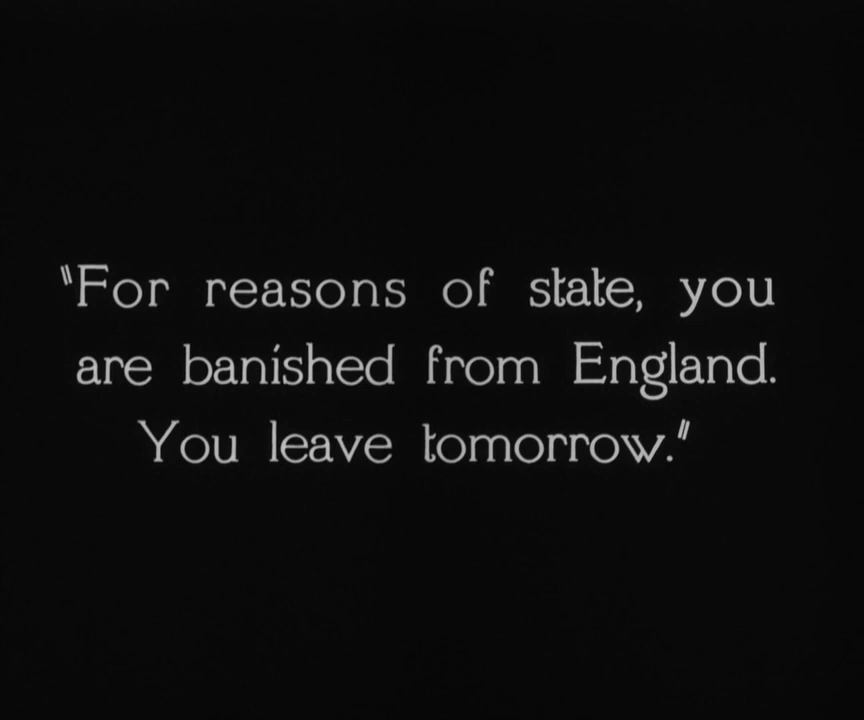 "For reasons of state, you
are banished from England.
You leave tomorrow."